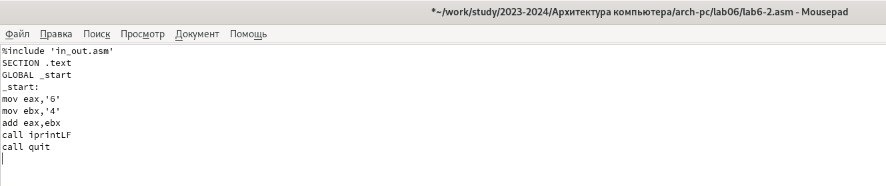 *~/work/study/2023-2024/Архитектура компьютера/arch-pc/lab06/lab6-2.asm - Mousepad
Файл Правка Поиск Просмотр Документ Помощь
%include 'in_out.asm'
SECTION .text
GLOBAL _start
_start:
mov eax,'6'
mov ebx,'4'
add eax,ebx
call iprintLF
call quit